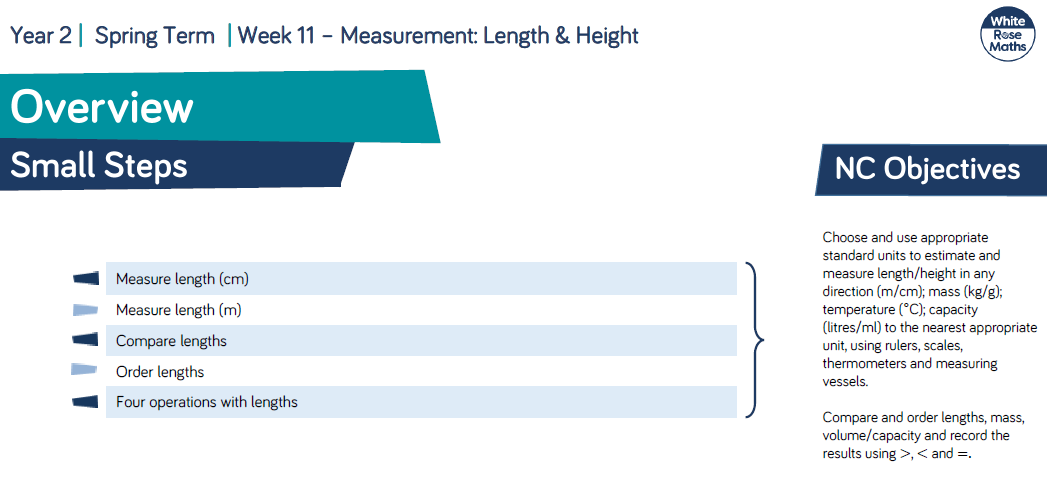 Year 2 | Spring Term | Week 11 – Measurement: Length & Height
White
Rose
Maths
Overview
Small Steps
NC Objectives
Measure length (cm)
Measure length (m)
Compare lengths
Order lengths
Four operations with lengths
Choose and use appropriate
standard units to estimate and
measure length/height in any
direction (m/cm); mass (kg/g);
temperature (°C); capacity
(litres/ml) to the nearest appropriate
unit, using rulers, scales,
thermometers and measuring
vessels.
Compare and order lengths, mass,
volume/capacity and record the
results using >, < and =.